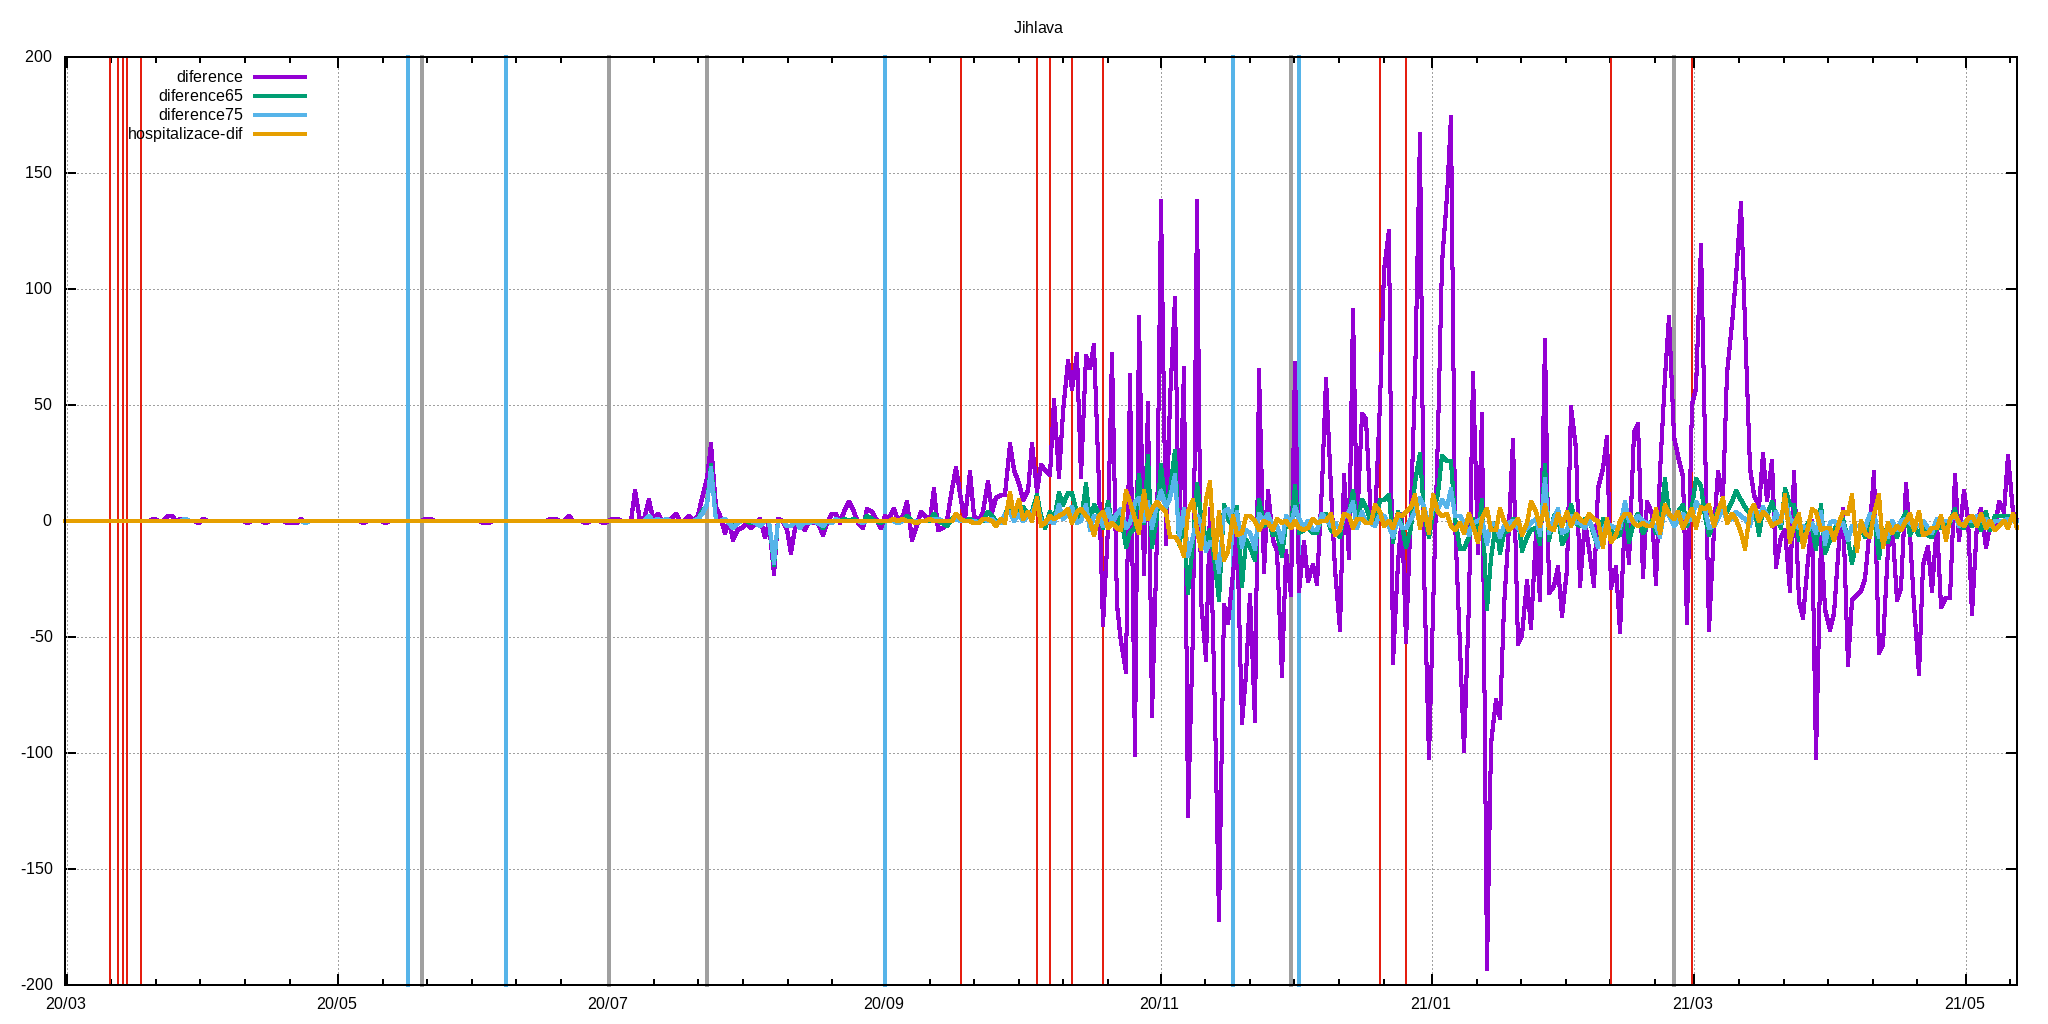 Jihlava
200
150
100
50
0
-50
-100
-150
-200
diference
diference65
diference75
hospitalizace-dif
20/03 20/05 20/07 20/09 20/11 21/01 21/03 21/05